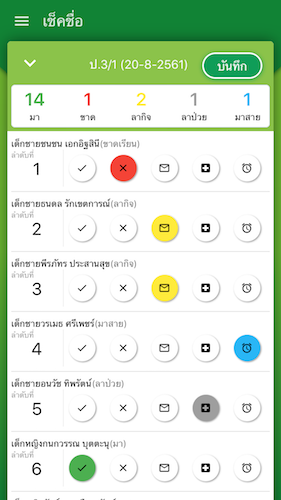 เช็คชื่อ
ป.3/1 (20-8-2561) บันทึก
14 1 2 1 1
มา ขาด ลากิจ ลาป่วย มาสาย
เด็กชายชนชน เอกอิฐสินี(ขาดเรียน)
ลำดับที่
1
เด็กชายธนดล รักเขตการณ์(ลากิจ)
ลำดับที่
2
เด็กชายพีรภัทร ประสานสุข(ลากิจ)
ลำดับที่
3
เด็กชายวรเมธ ศรีเพชร์(มาสาย)
ลำดับที่
4
เด็กชายอนวัช ทิพรัตน์(ลาป่วย)
ลำดับที่
5
เด็กหญิงกนกวรรณ บุตตะนุ(มา)
ลำดับที่
6